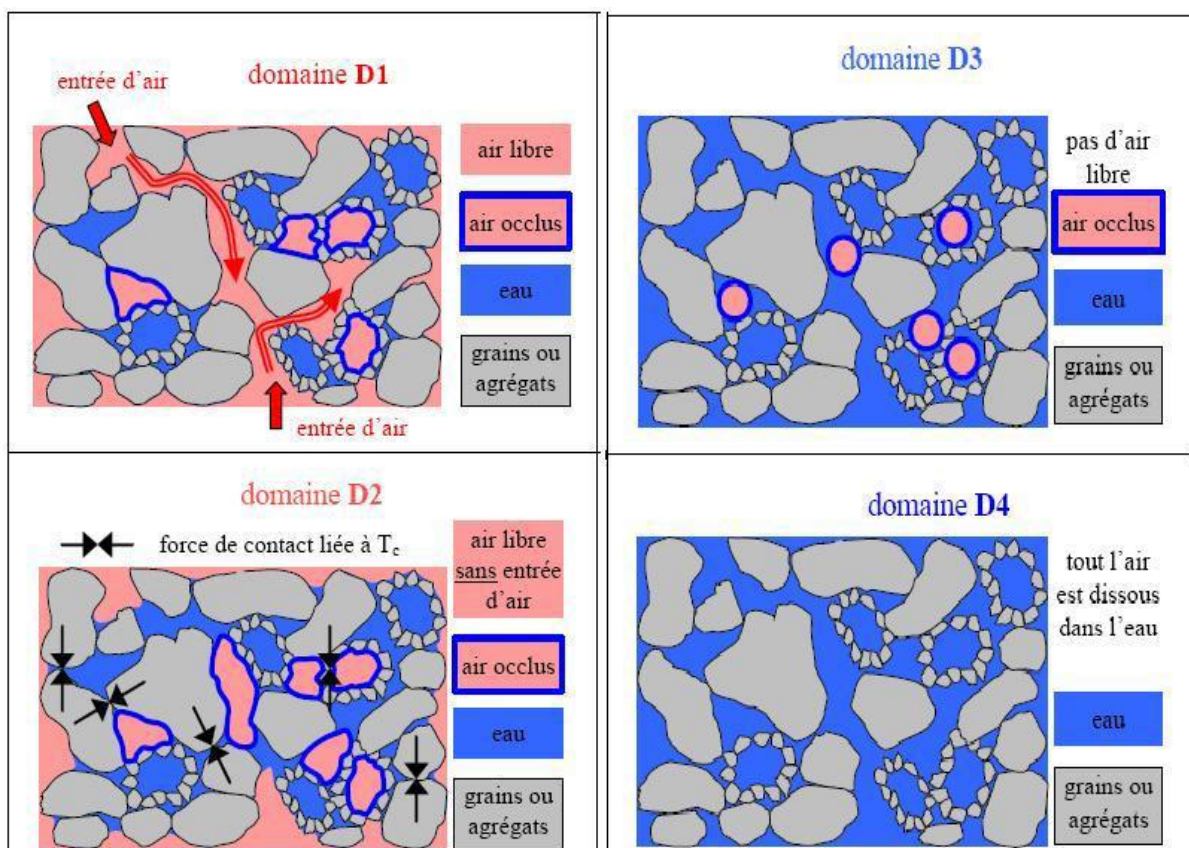 domaine D1
entrée d'air
air libre
air occlus
eau
grains ou
agrégats
entrée d'air
domaine D3
pas d'air
libre
air occlus
eau
grains ou
agrégats
domaine D2
force de contact liée à Tc
air libre
sans entrée
d'air
air occlus
eau
grains ou
agrégats
domaine D4
tout l'air
est dissous
dans l'eau
eau
grains ou
agrégats